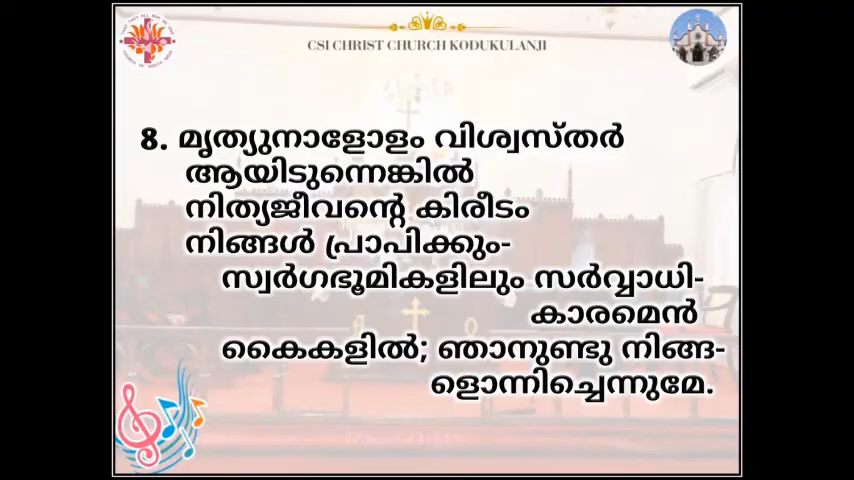 CSI CHRIST CHURCH KODUKULANJI
8. മൃത്യുനാളോളം വിശ്വസ്തർ
ആയിടുന്നെങ്കിൽ
നിത്യജീവന്റെ കിരീടം
നിങ്ങൾ പ്രാപിക്കും-
സ്വർഗഭൂമികളിലും സർവ്വാധി-
കാരമെൻ
കൈകളിൽ; ഞാനുണ്ടു നിങ്ങ-
ളൊന്നിച്ചെന്നുമേ.